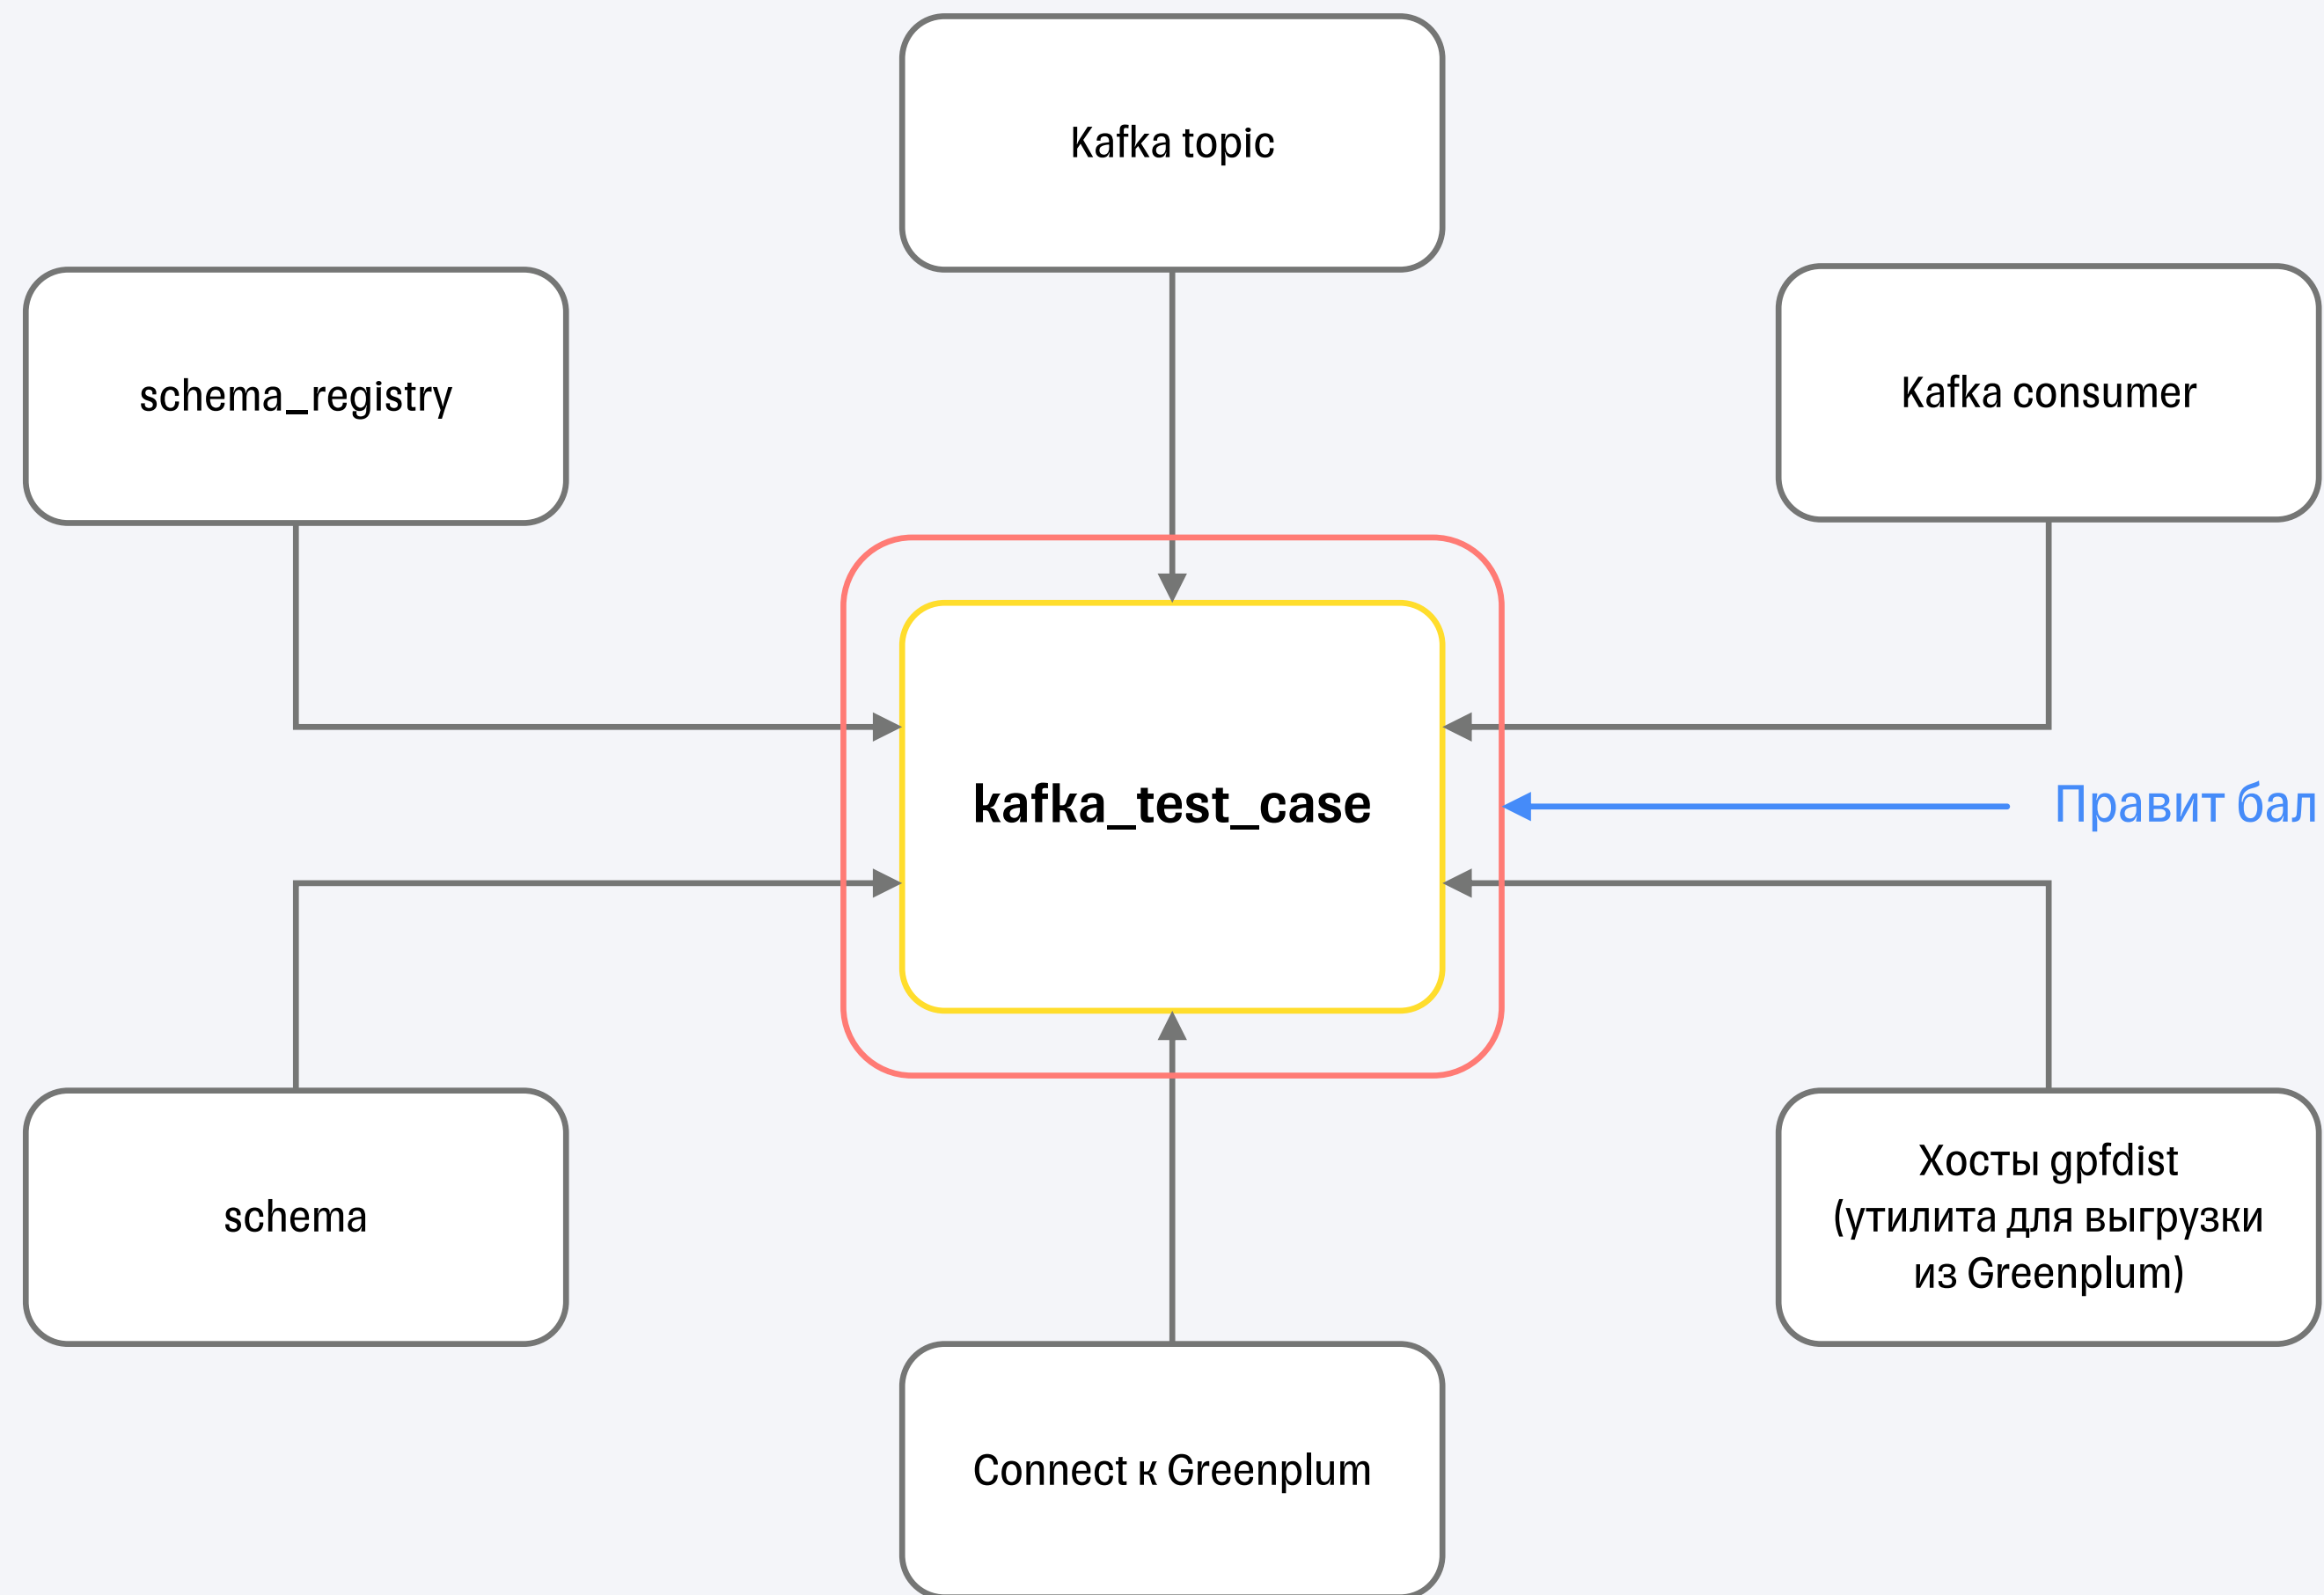 Kafka topic
schema_registry
Kafka consumer
kafka_test_case
Правит бал
schema
Хосты gpfdist
(утилита для выгрузки
из Greenplum)
Connect к Greenplum